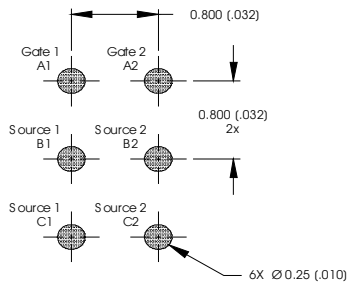 0.800 (.032)
Gate 1
A1
Gate 2
A2
0.800 (.032)
2x
Source 1
B1
Source 2
B2
Source 1
C1
Source 2
C2
6X Ø 0.25 (.010)